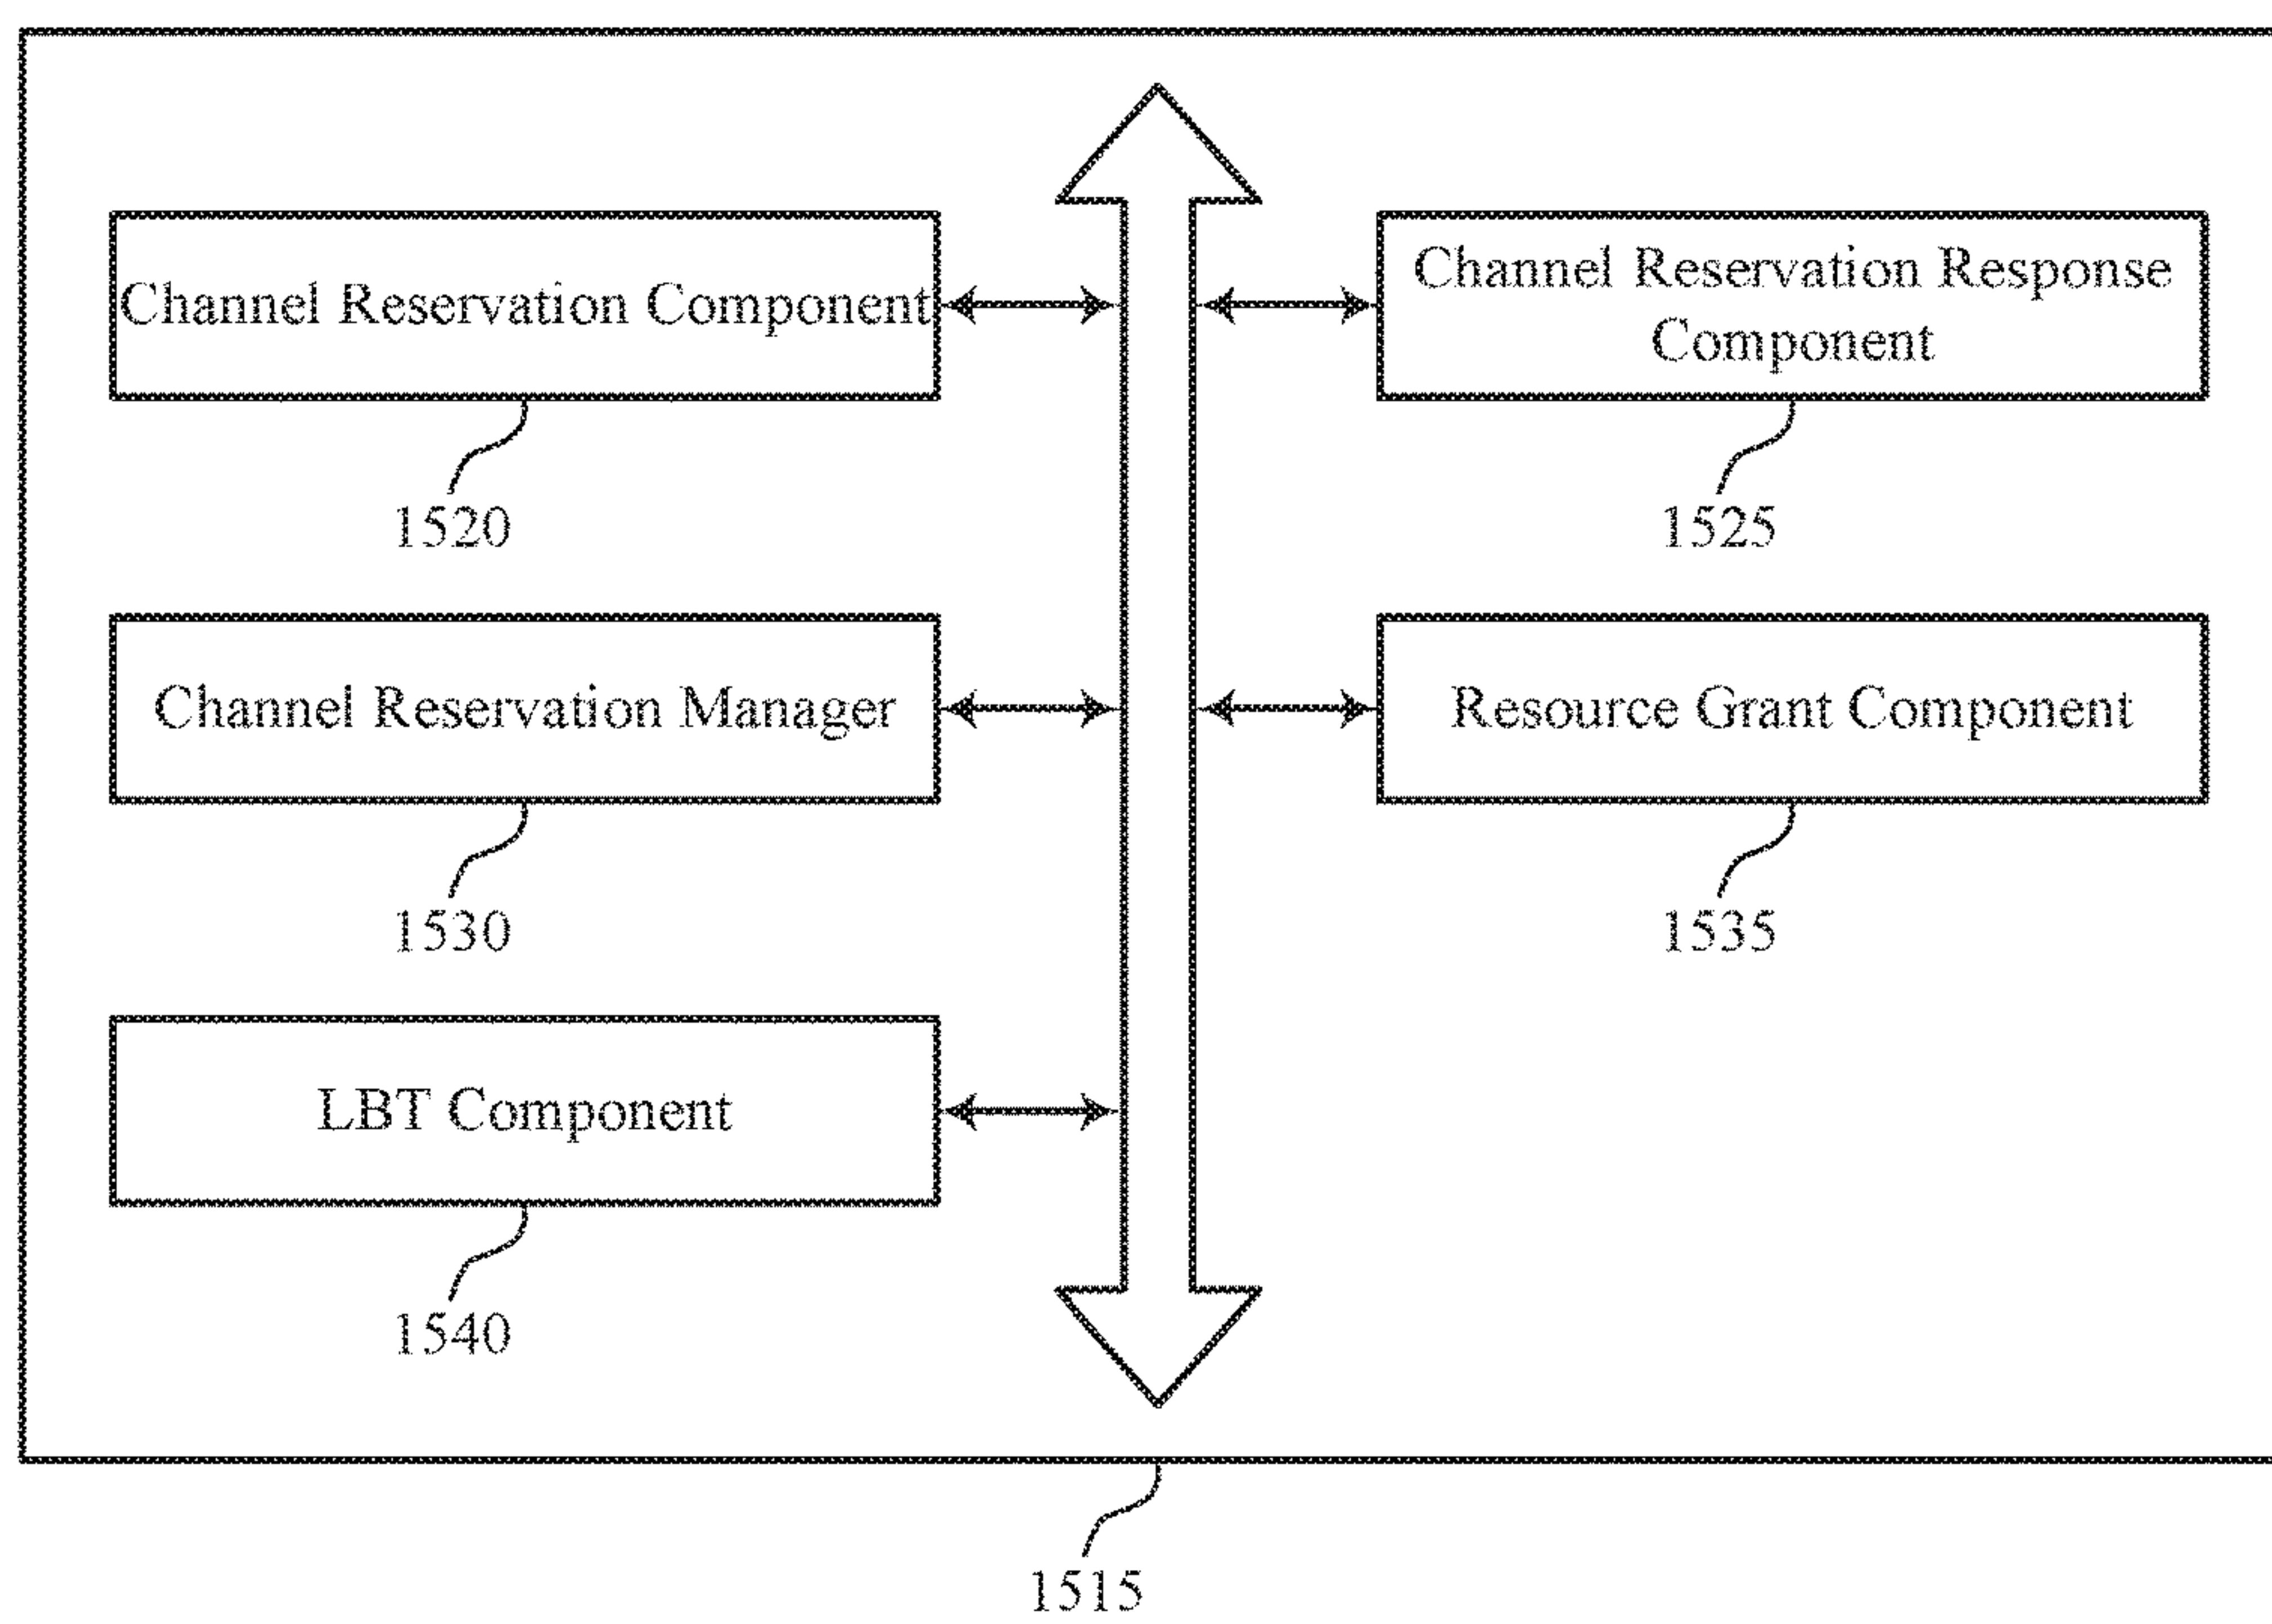 Channel Reservation Component
1520
Channel Reservation Response
Component
1525
Channel Reservation Manager
1530
Resource Grant Component
1535
LBT Component
1540
1515